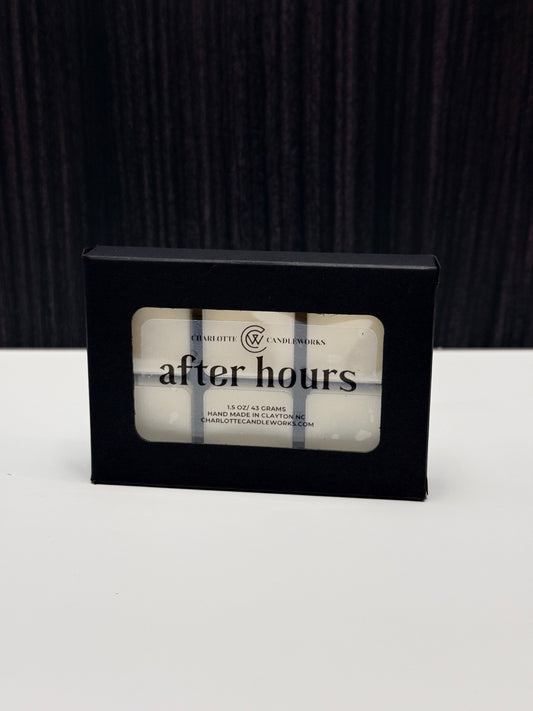 CHARLOTTE CW CANDLEWORKS
after hours
1.5 OZ/ 43 GRAMS
HAND MADE IN CLAYTON NC
CHARLOTTECANDLEWORKS.COM